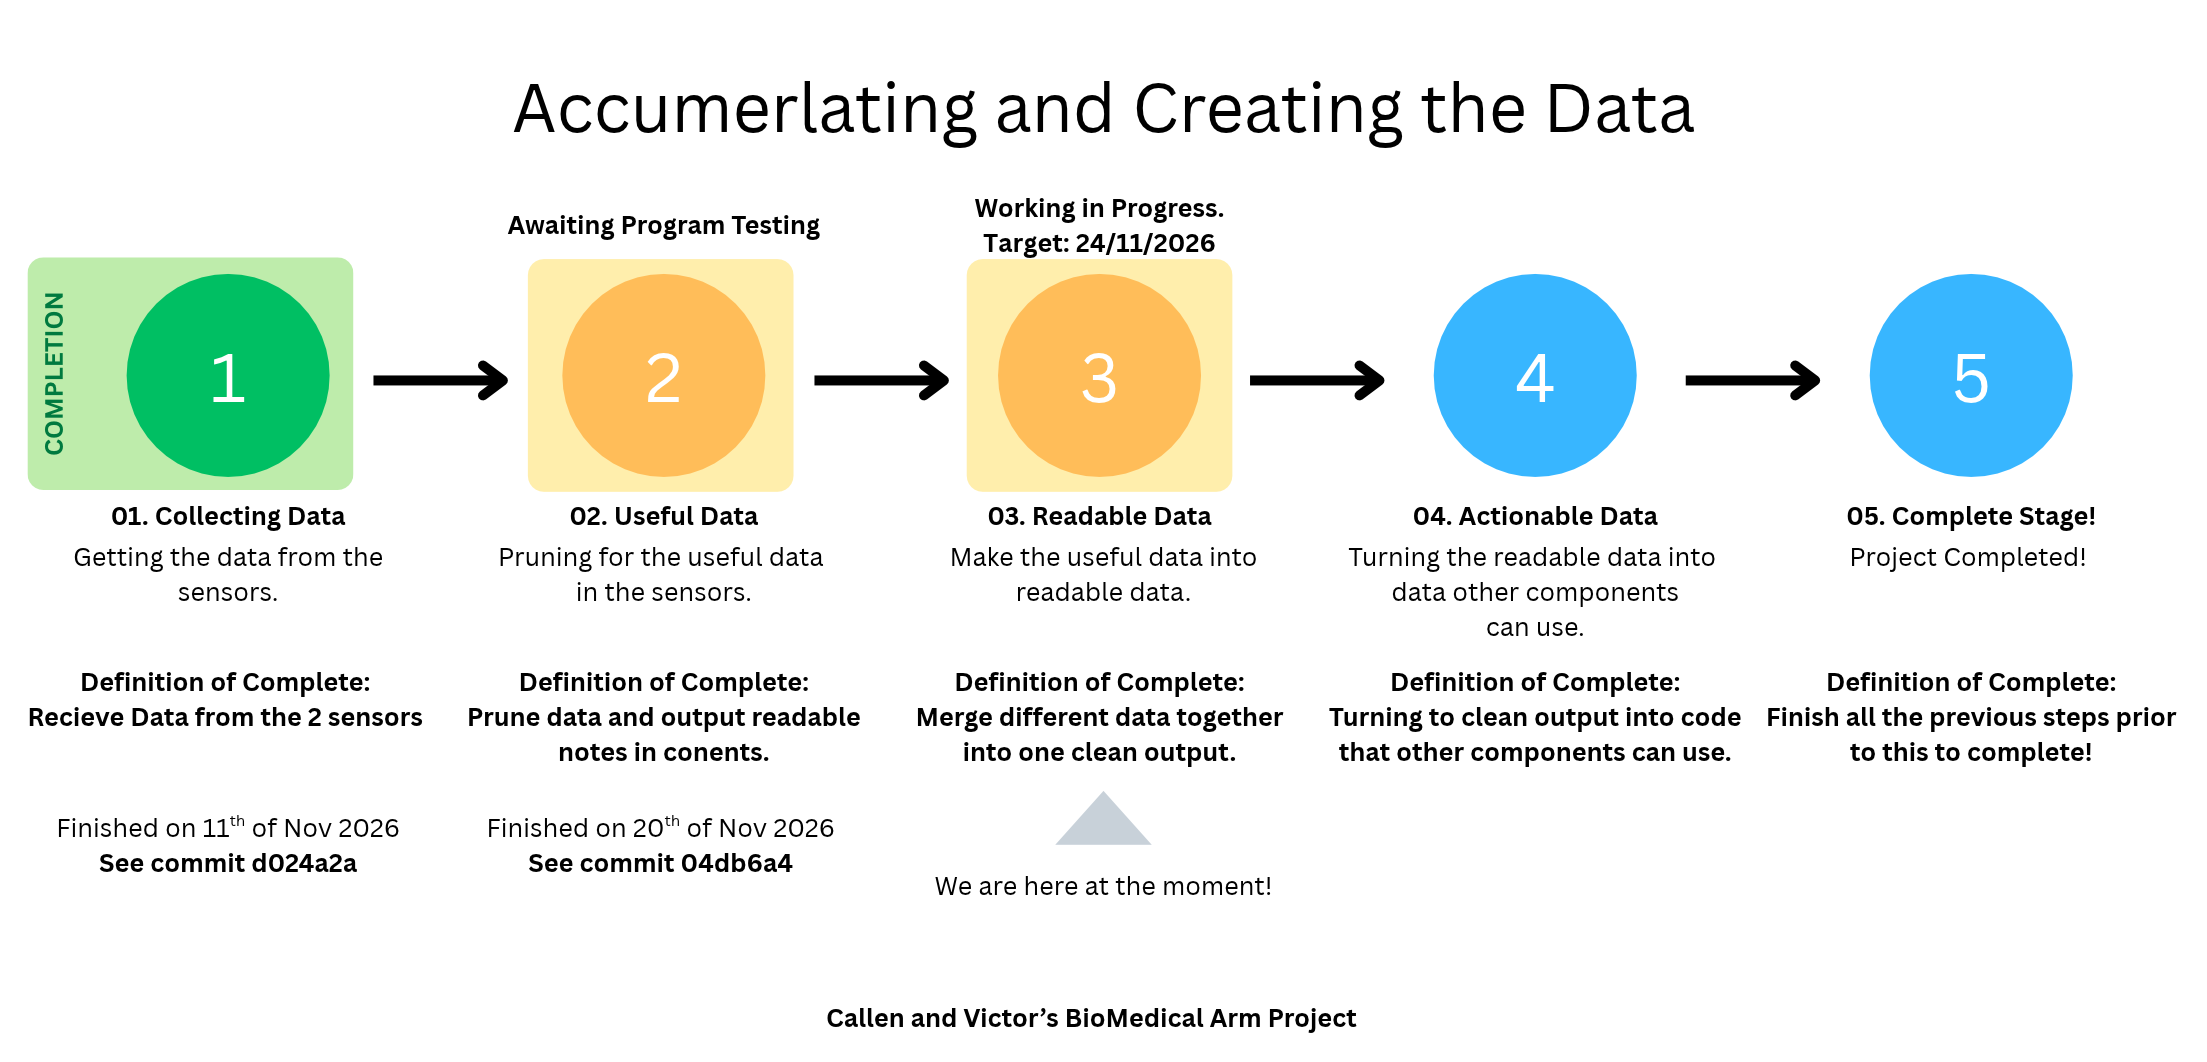 Accumerlating and Creating the Data
Awaiting Program Testing
Working in Progress.
Target: 24/11/2026
COMPLETION
1
2
3
4
5
01. Collecting Data
Getting the data from the
sensors.
02. Useful Data
Pruning for the useful data
in the sensors.
03. Readable Data
Make the useful data into
readable data.
04. Actionable Data
Turning the readable data into
data other components
can use.
05. Complete Stage!
Project Completed!
Definition of Complete:
Recieve Data from the 2 sensors
Definition of Complete:
Prune data and output readable
notes in conents.
Definition of Complete:
Merge different data together
into one clean output.
Definition of Complete:
Turning to clean output into code
that other components can use.
Definition of Complete:
Finish all the previous steps prior
to this to complete!
Finished on 11th of Nov 2026
See commit d024a2a
Finished on 20th of Nov 2026
See commit 04db6a4
We are here at the moment!
Callen and Victor’s BioMedical Arm Project